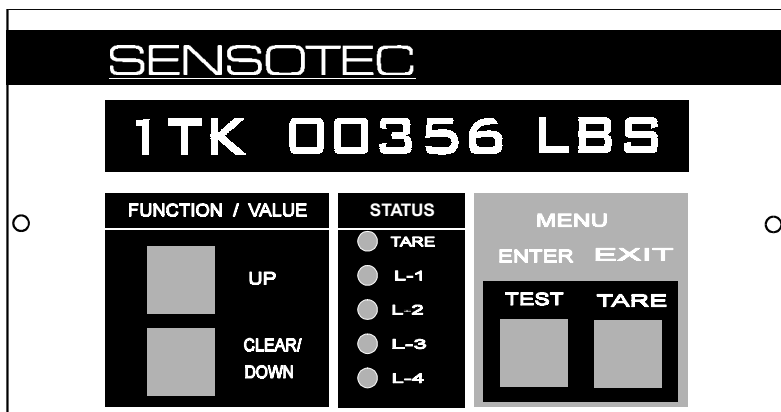 SENSOTEC
1TK 00356 LBS
FUNCTION / VALUE
UP
CLEAR/
DOWN
STATUS
TARE
L-1
L-2
L-3
L-4
MENU
ENTER EXIT
TEST TARE